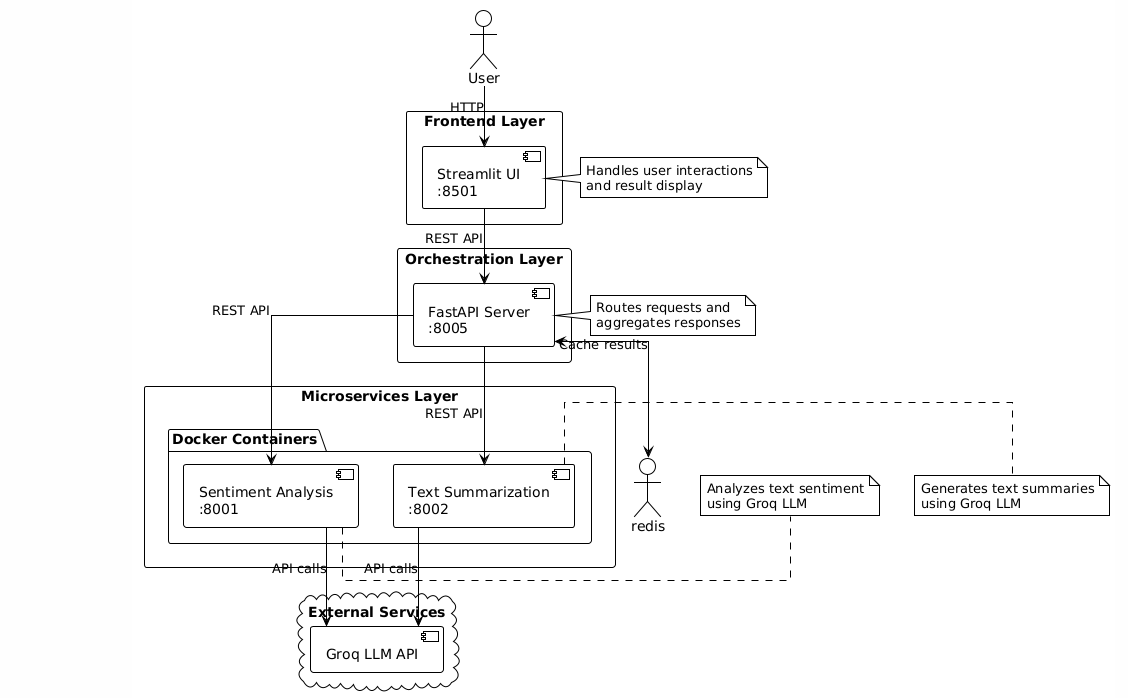 User
HTTP
Frontend Layer
Streamlit UI
:8501
Handles user interactions
and result display
REST API
Orchestration Layer
FastAPI Server
:8005
Routes requests and
aggregates responses
REST API
Cache results
Microservices Layer
REST API
Docker Containers
Sentiment Analysis
:8001
Text Summarization
:8002
redis
Analyzes text sentiment
using Groq LLM
Generates text summaries
using Groq LLM
API calls
API calls
External Services
Groq LLM API